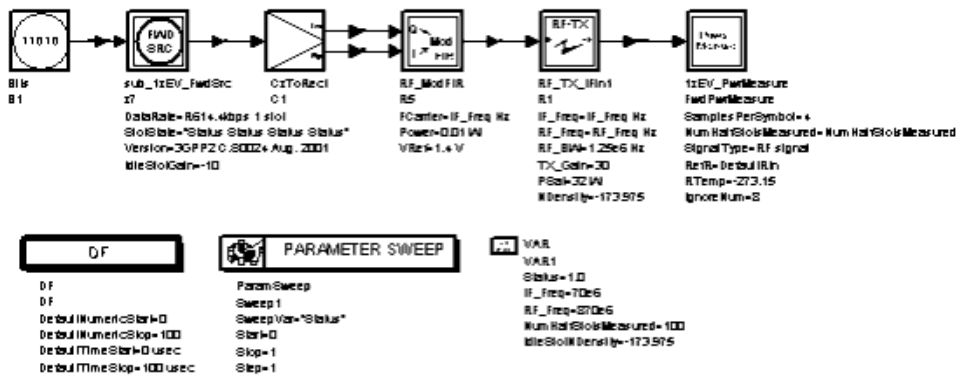 11010
FWD
SRC
Q
I
Mod
FIR
RF-TX
Bits
B1
sub_1xEV_FwdSrc
x7
DataRate=R614.4kbps 1 slot
SlotState="Status Status Status Status"
Version=3GPP2 C.S0024 Aug. 2001
IdleSlotGain=-10
CxToRect
C1
RF_ModFIR
R5
FCarrier=IF_Freq Hz
Power=0.01 W
VRef=1.4 V
RF_TX_IFin1
R1
IF_Freq=IF_Freq Hz
RF_Freq=RF_Freq Hz
RF_BW=1.25e6 Hz
TX_Gain=30
PSat=32 W
NDensity=-173.975
1xEV_PwrMeasure
FwdPwrMeasure
SamplesPerSymbol=4
NumHalfSlotsMeasured=NumHalfSlotsMeasured
SignalType=RF signal
RefR=DefaultRIn
RTemp=-273.15
IgnoreNum=8
DF
DF
DF
DefaultNumericStart=0
DefaultNumericStop=100
DefaultTimeStart=0 usec
DefaultTimeStop=100 usec
PARAMETER SWEEP
ParamSweep
Sweep1
SweepVar="Status"
Start=0
Stop=1
Step=1
VAR
VAR1
Status=1.0
IF_Freq=70e6
RF_Freq=870e6
NumHalfSlotsMeasured=100
IdleSlotNDensity=-173.975